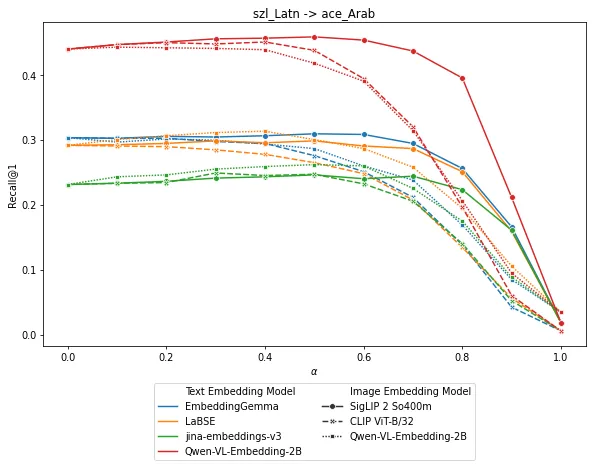 szl_Latn -> ace_Arab
Recall@1
0.4
0.3
0.2
0.1
0.0
0.0 0.2 0.4 0.6 0.8 1.0
α
Text Embedding Model Image Embedding Model
EmbeddingGemma SigLIP 2 So400m
LaBSE CLIP ViT-B/32
jina-embeddings-v3 Qwen-VL-Embedding-2B
Qwen-VL-Embedding-2B